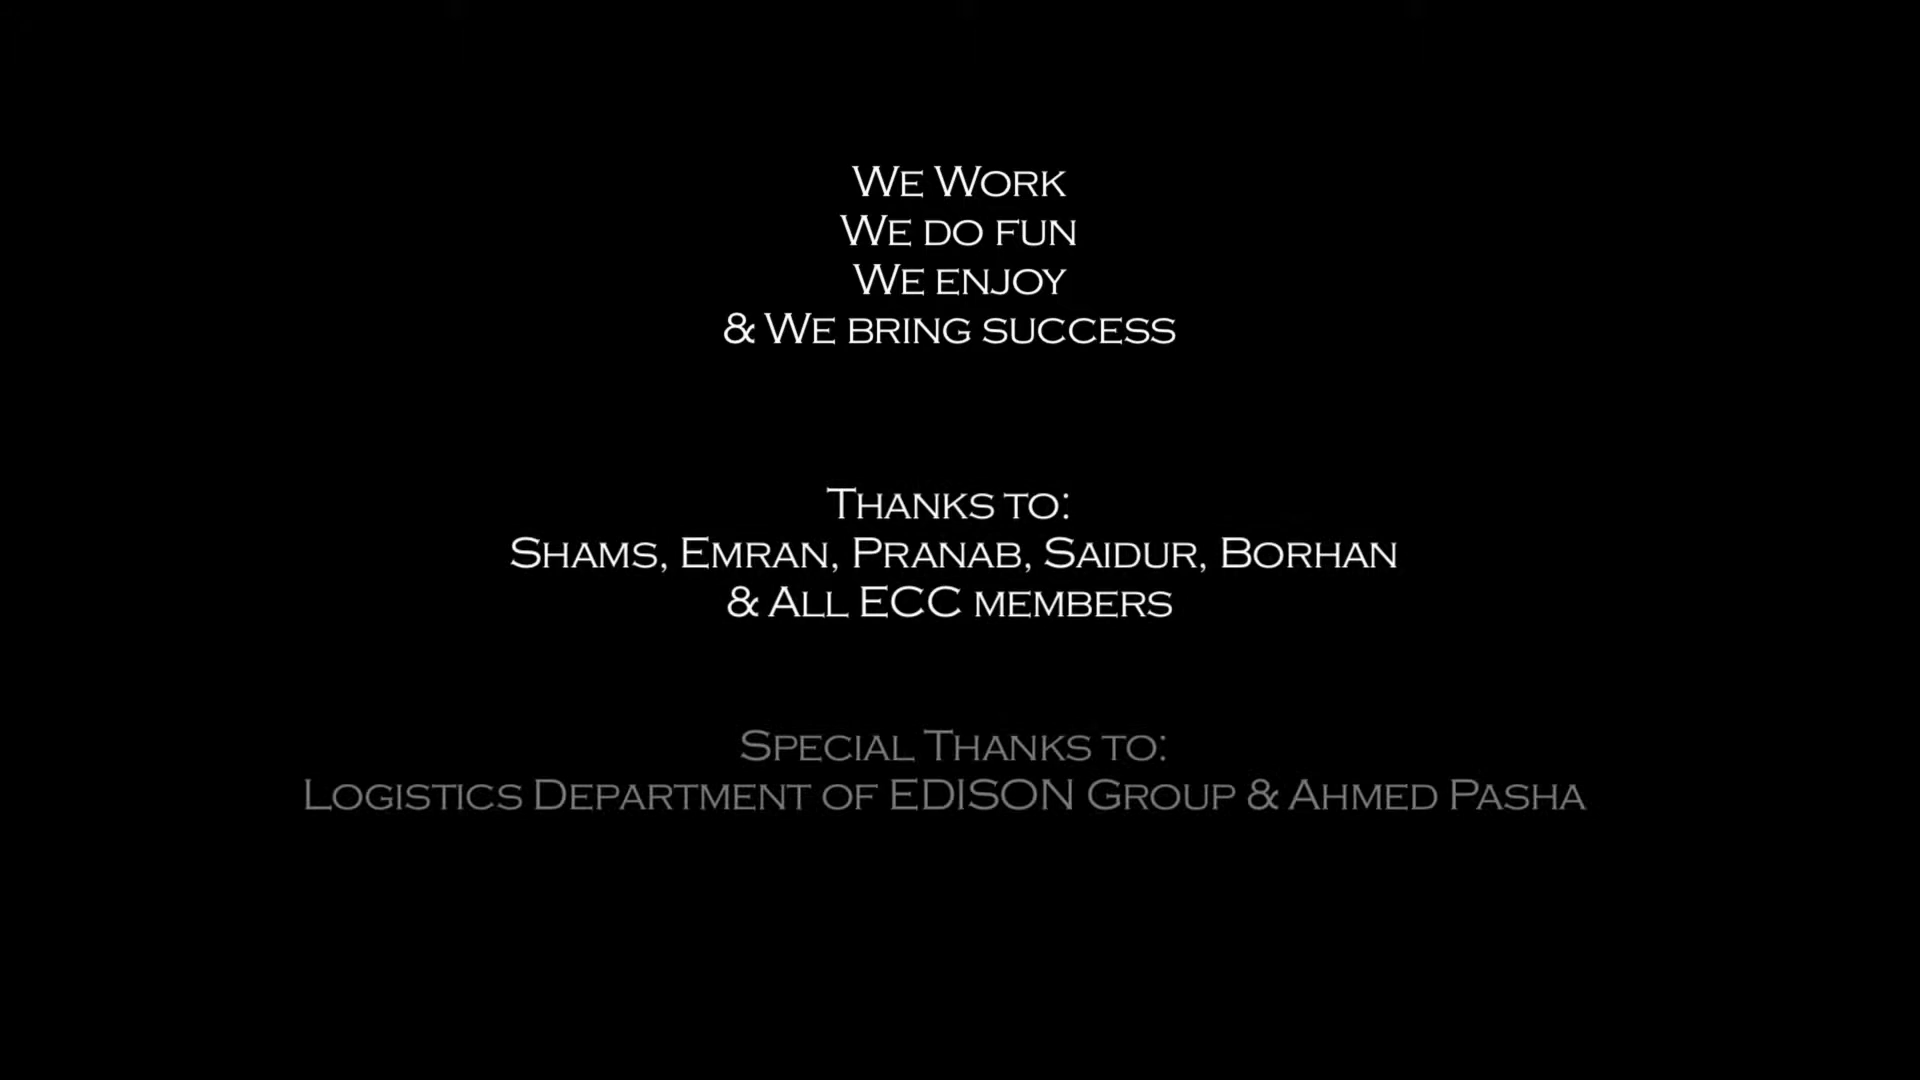 We Work
We do fun
We enjoy
& We bring success
Thanks to:
Shams, Emran, Pranab, Saidur, Borhan
& All ECC members
Special Thanks to:
Logistics Department of EDISON Group & Ahmed Pasha